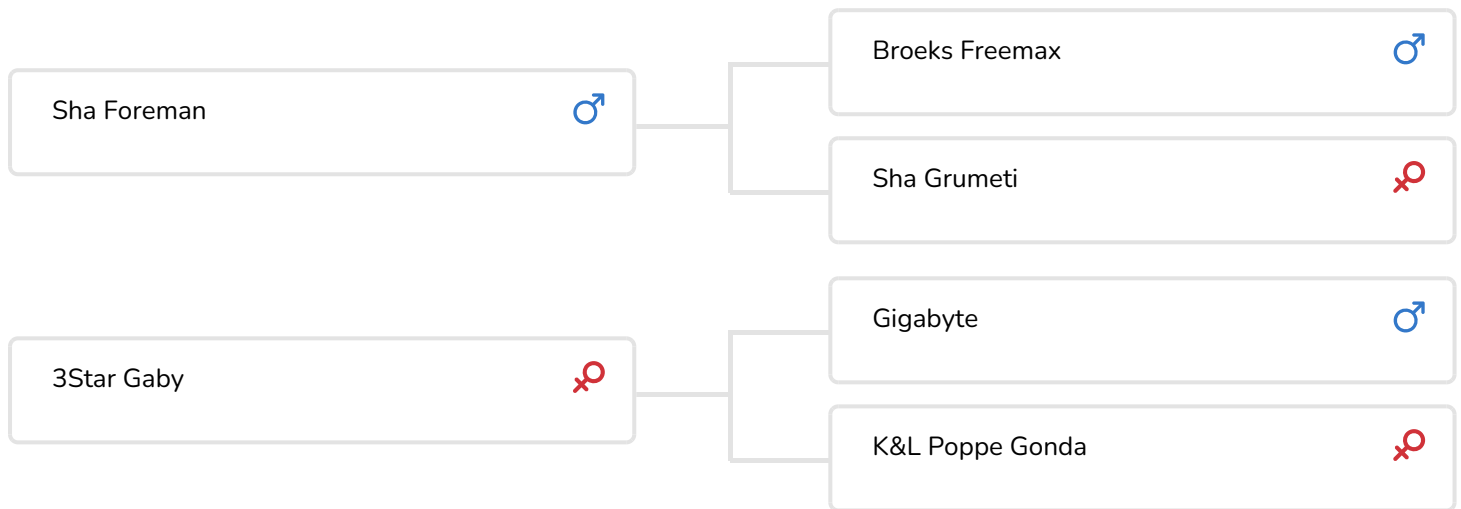 Broeks Freemax
Sha Foreman
Sha Grumeti
Gigabyte
3Star Gaby
K&L Poppe Gonda